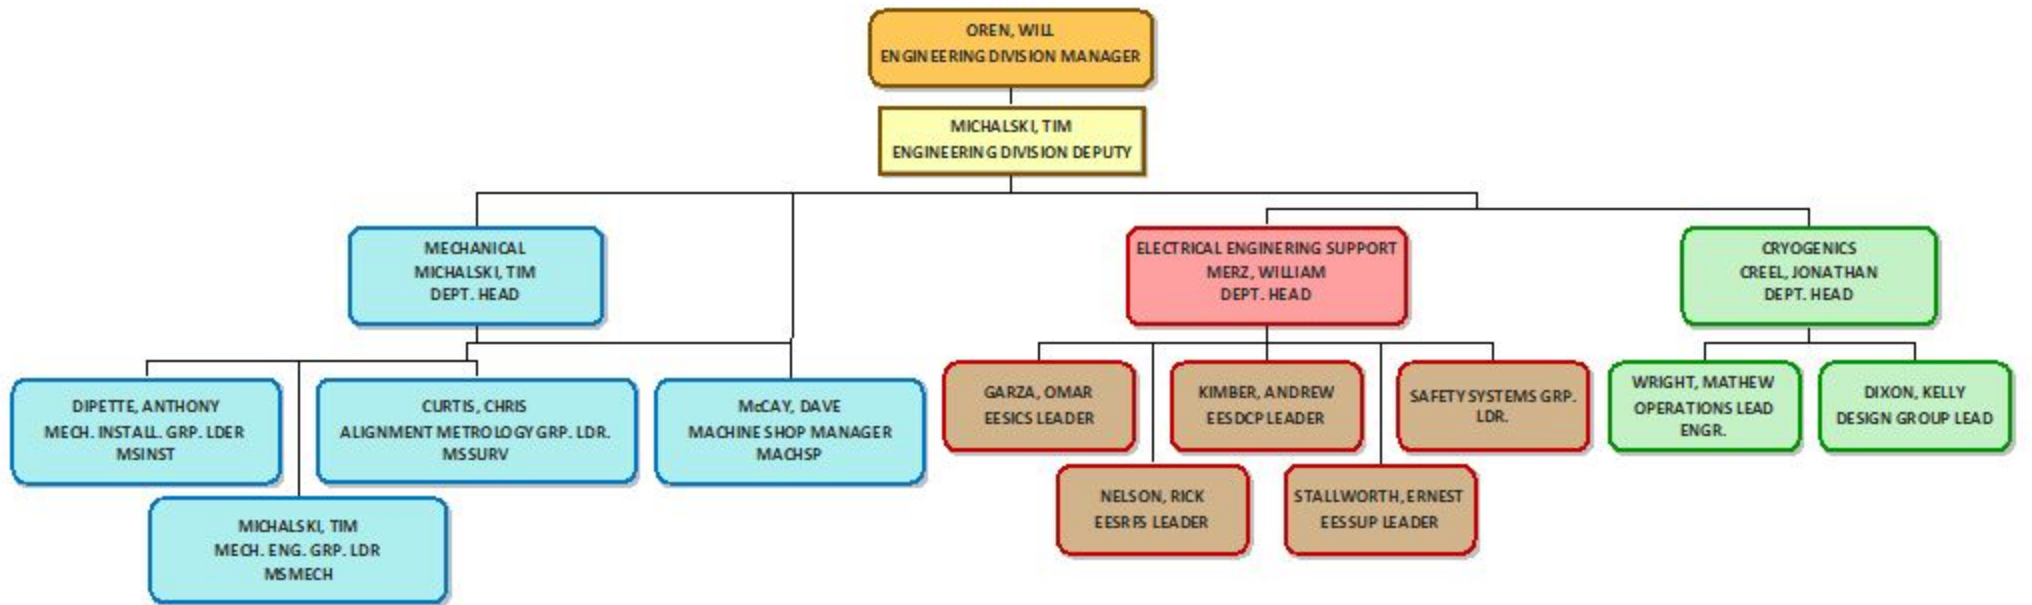 OREN, WILL
ENGINEERING DIVISION MANAGER
MICHALSKI, TIM
ENGINEERING DIVISION DEPUTY
MECHANICAL
MICHALSKI, TIM
DEPT. HEAD
ELECTRICAL ENGINERING SUPPORT
MERZ, WILLIAM
DEPT. HEAD
CRYOGENICS
CREEL, JONATHAN
DEPT. HEAD
DIPETTE, ANTHONY
MECH. INSTALL. GRP. LDER
MSINST
CURTIS, CHRIS
ALIGNMENT METROLOGY GRP. LDR.
MSSURV
McCAY, DAVE
MACHINE SHOP MANAGER
MACHSP
GARZA, OMAR
EESICS LEADER
KIMBER, ANDREW
EESDCP LEADER
SAFETY SYSTEMS GRP.
LDR.
WRIGHT, MATHEW
OPERATIONS LEAD
ENGR.
DIXON, KELLY
DESIGN GROUP LEAD
MICHALSKI, TIM
MECH. ENG. GRP. LDR
MSMECH
NELSON, RICK
EESRFS LEADER
STALLWORTH, ERNEST
EESSUP LEADER